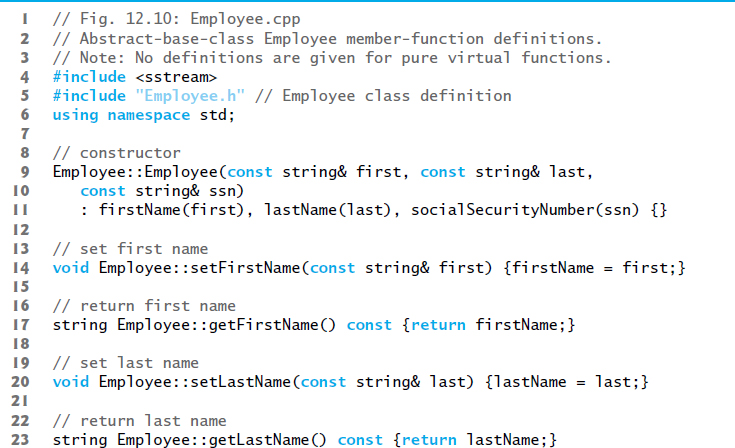 1 // Fig. 12.10: Employee.cpp
2 // Abstract-base-class Employee member-function definitions.
3 // Note: No definitions are given for pure virtual functions.
4 #include <sstream>
5 #include "Employee.h" // Employee class definition
6 using namespace std;
7
8 // constructor
9 Employee::Employee(const string& first, const string& last,
10    const string& ssn)
11    : firstName(first), lastName(last), socialSecurityNumber(ssn) {}
12
13 // set first name
14 void Employee::setFirstName(const string& first) {firstName = first;}
15
16 // return first name
17 string Employee::getFirstName() const {return firstName;}
18
19 // set last name
20 void Employee::setLastName(const string& last) {lastName = last;}
21
22 // return last name
23 string Employee::getLastName() const {return lastName;}